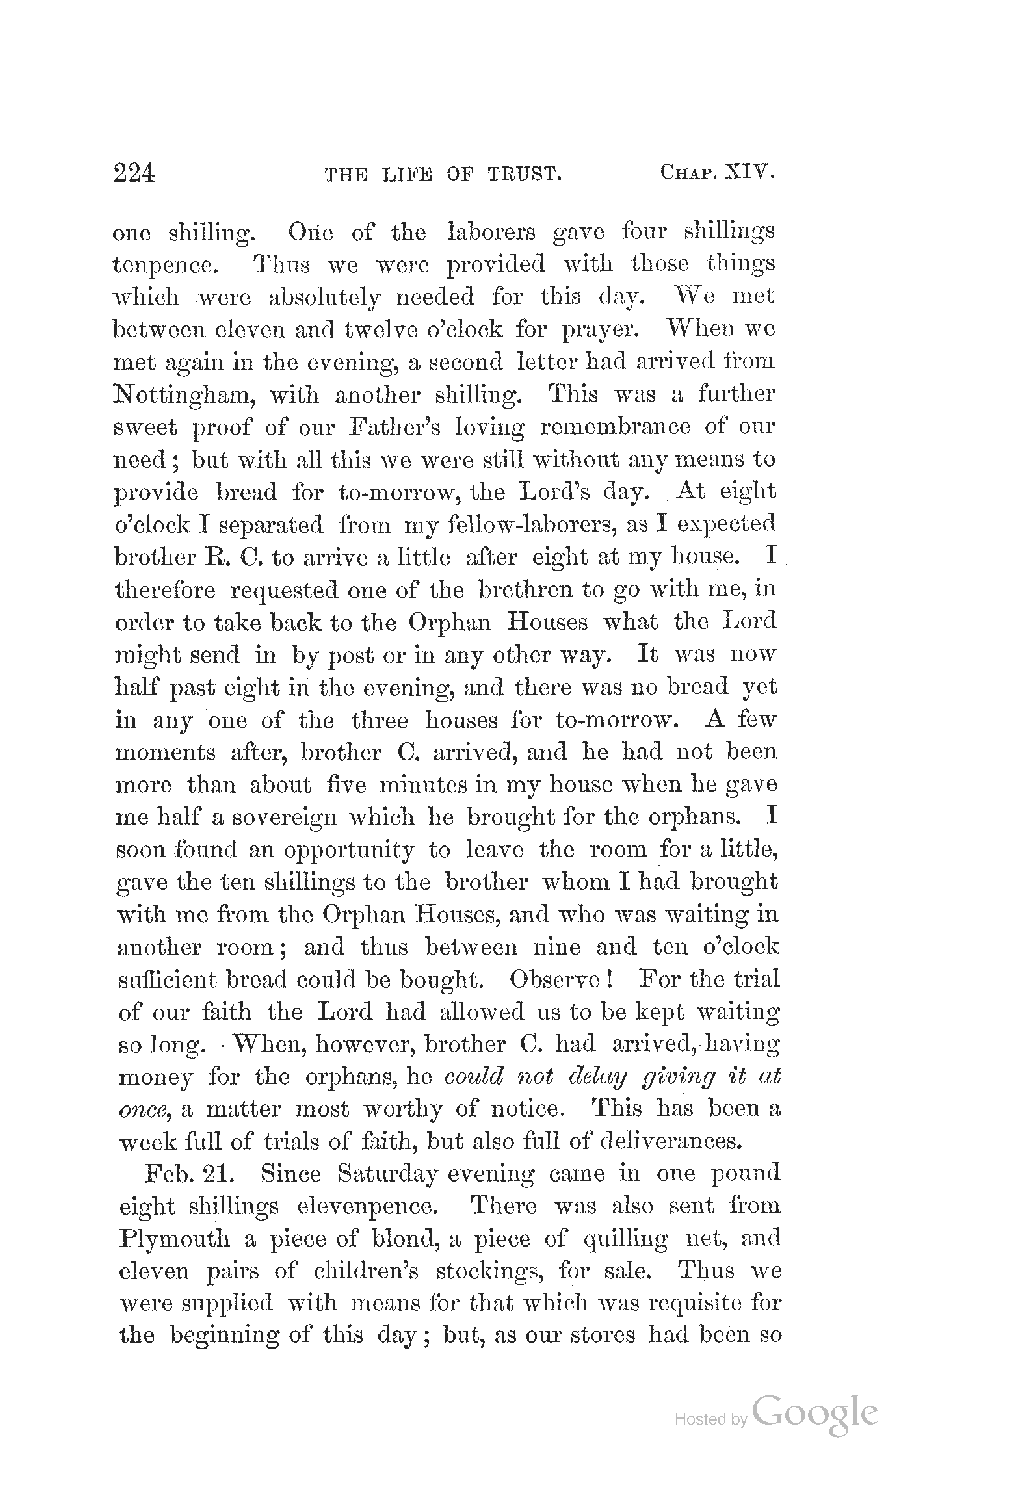 224 THE LIFE OF TRUST. CHAP. XIV.
one shilling. One of the laborers gave four shillings
tenpence. Thus we were provided with those things
which were absolutely needed for this day. We met
between eleven and twelve o'clock for prayer. When we
met again in the evening, a second letter had arrived from
Nottingham, with another shilling. This was a further
sweet proof of our Father's loving remembrance of our
need; but with all this we were still without any means to
provide bread for to-morrow, the Lord's day. At eight
o'clock I separated from my fellow-laborers, as I expected
brother R. C. to arrive a little after eight at my house. I
therefore requested one of the brethren to go with me, in
order to take back to the Orphan Houses what the Lord
might send in by post or in any other way. It was now
half past eight in the evening, and there was no bread yet
in any one of the three houses for to-morrow. A few
moments after, brother C. arrived, and he had not been
more than about five minutes in my house when he gave
me half a sovereign which he brought for the orphans. I
soon found an opportunity to leave the room for a little,
gave the ten shillings to the brother whom I had brought
with me from the Orphan Houses, and who was waiting in
another room; and thus between nine and ten o'clock
sufficient bread could be bought. Observe! For the trial
of our faith the Lord had allowed us to be kept waiting
so long. When, however, brother C. had arrived, having
money for the orphans, he could not delay giving it at
once, a matter most worthy of notice. This has been a
week full of trials of faith, but also full of deliverances.
Feb. 21. Since Saturday evening came in one pound
eight shillings elevenpence. There was also sent from
Plymouth a piece of blond, a piece of quilling net, and
eleven pairs of children's stockings, for sale. Thus we
were supplied with means for that which was requisite for
the beginning of this day; but, as our stores had been so
Hosted by Google